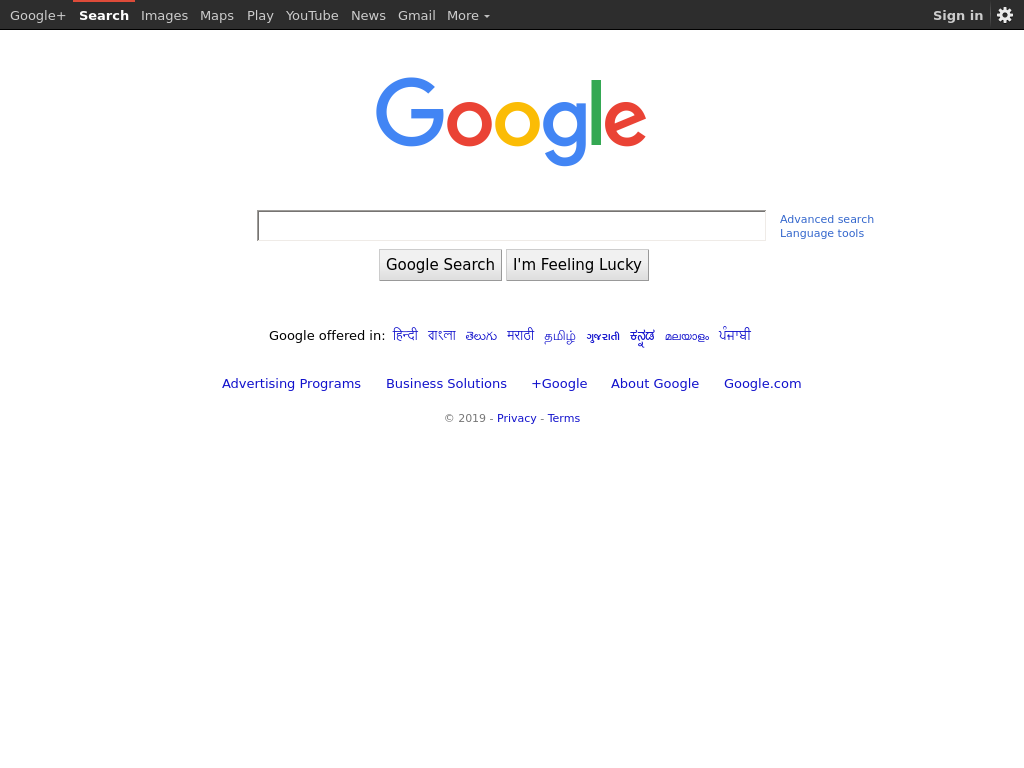 Google+ Search Images Maps Play YouTube News Gmail More Sign in
Google
Advanced search
Language tools
Google Search I'm Feeling Lucky
Google offered in: हिन्दी বাংলা తెలుగు मराठी தமிழ் ગુજરાતી ಕನ್ನಡ മലയാളം ਪੰਜਾਬੀ
Advertising Programs Business Solutions +Google About Google Google.com
© 2019 - Privacy - Terms